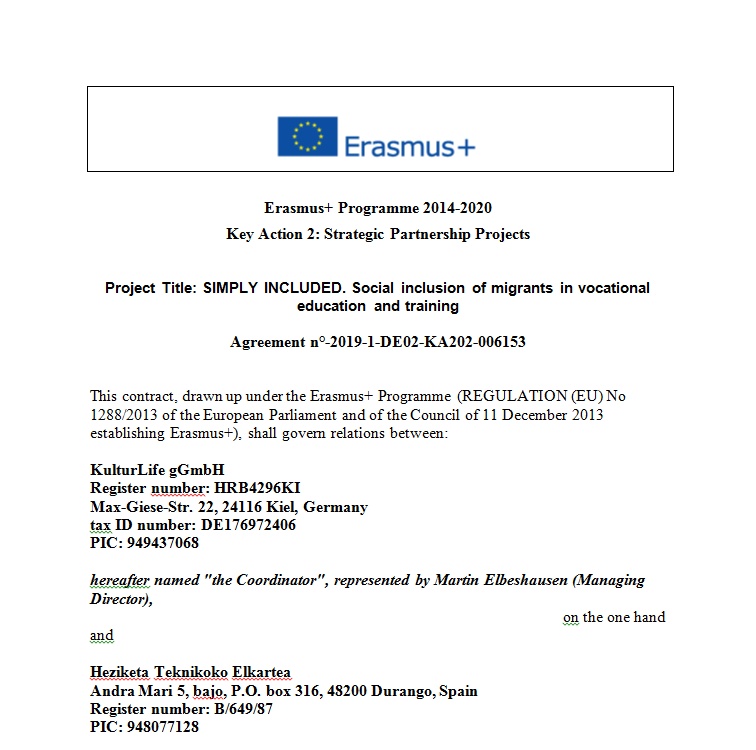 Erasmus+
Erasmus+ Programme 2014-2020
Key Action 2: Strategic Partnership Projects
Project Title: SIMPLY INCLUDED. Social inclusion of migrants in vocational
education and training
Agreement n°-2019-1-DE02-KA202-006153
This contract, drawn up under the Erasmus+ Programme (REGULATION (EU) No
1288/2013 of the European Parliament and of the Council of 11 December 2013
establishing Erasmus+), shall govern relations between:
KulturLife gGmbH
Register number: HRB4296KI
Max-Giese-Str. 22, 24116 Kiel, Germany
tax ID number: DE176972406
PIC: 949437068
hereafter named "the Coordinator", represented by Martin Elbeshausen (Managing
Director),
on the one hand
and
Heziketa Teknikoko Elkartea
Andra Mari 5, bajo, P.O. box 316, 48200 Durango, Spain
Register number: B/649/87
PIC: 948077128